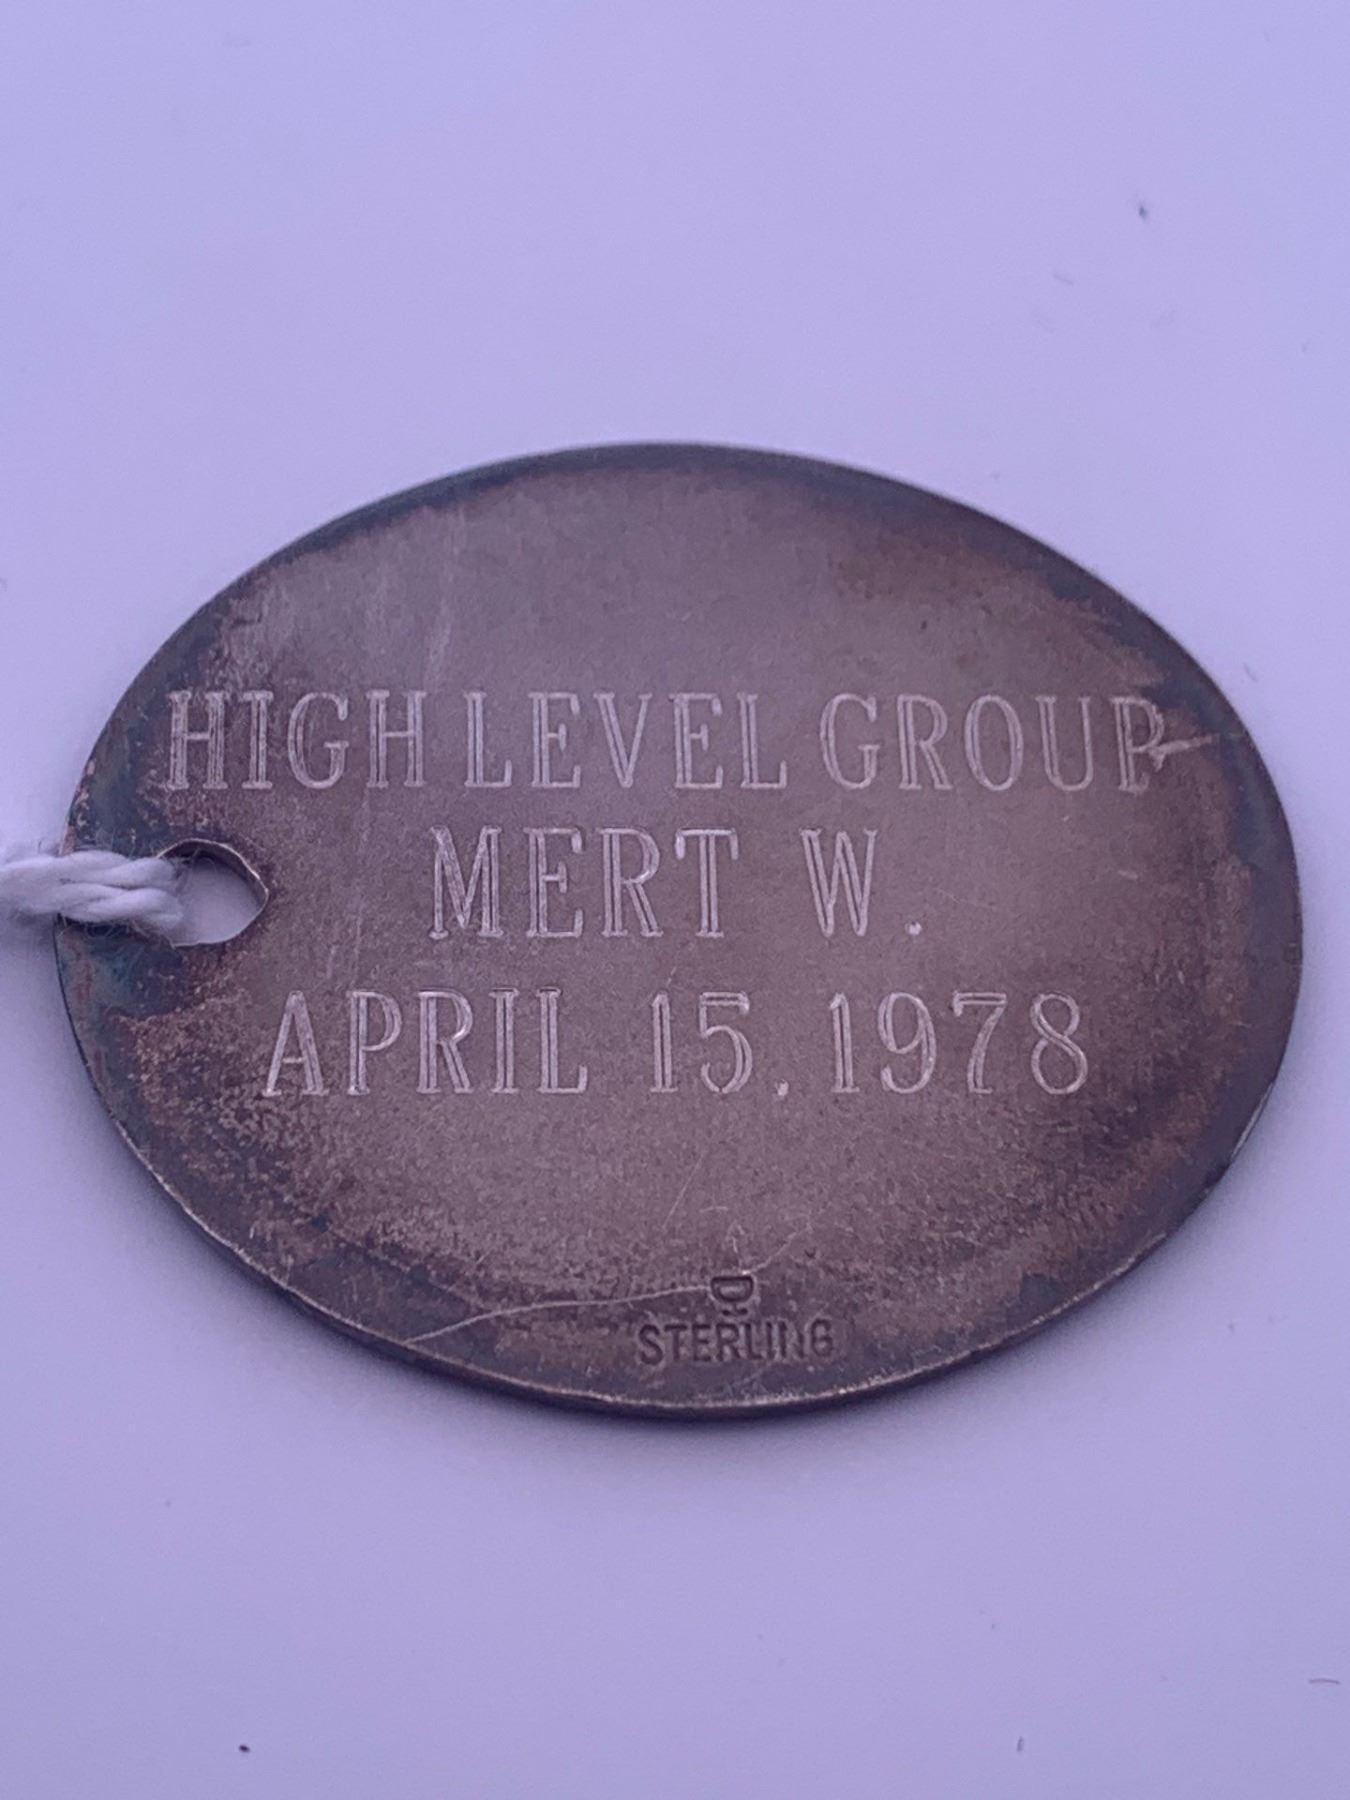 HIGH LEVEL GROUP
MERT W.
APRIL 15, 1978
D:
STERLING